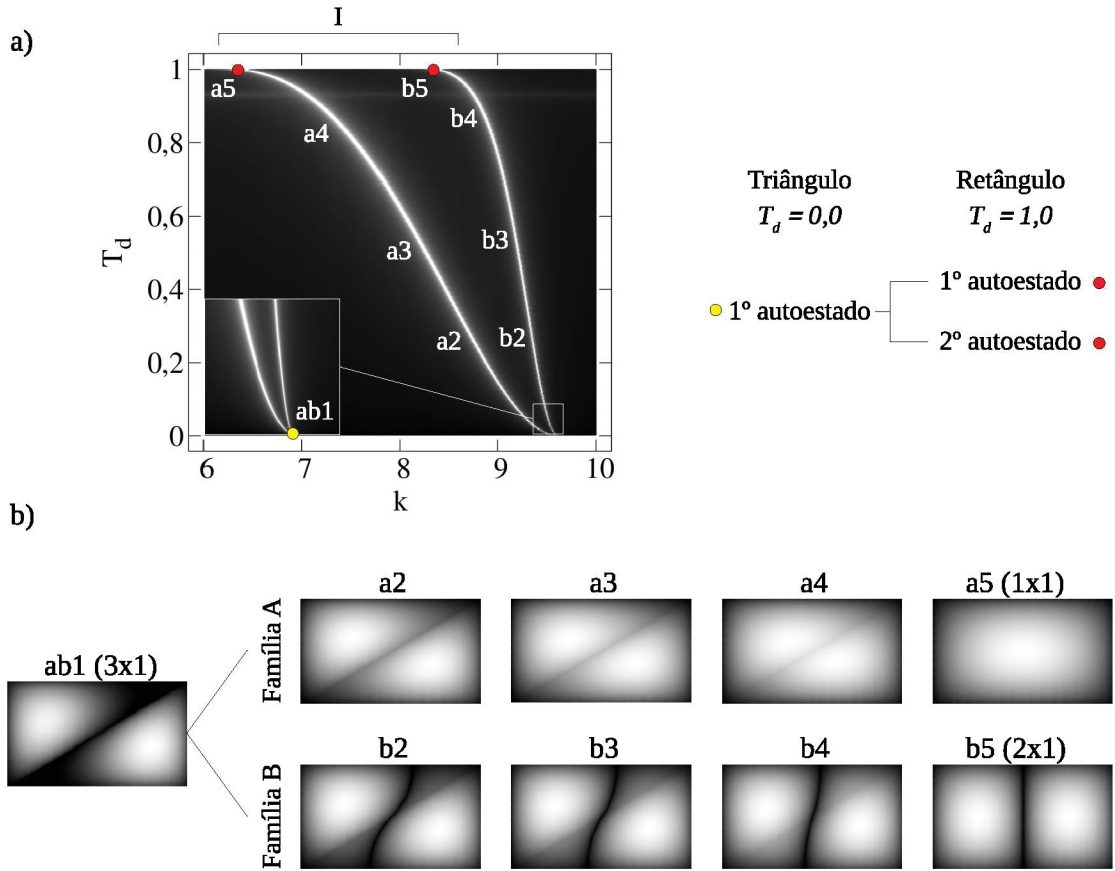 a)
I
1
0,8
0,6
0,4
0,2
0
T_d
6 7 8 9 10
k
a5
a4
a3
a2
b5
b4
b3
b2
ab1
Triângulo
T_d = 0,0
Retângulo
T_d = 1,0
1º autoestado
1º autoestado
2º autoestado
b)
ab1 (3x1)
Família A
a2 a3 a4 a5 (1x1)
Família B
b2 b3 b4 b5 (2x1)